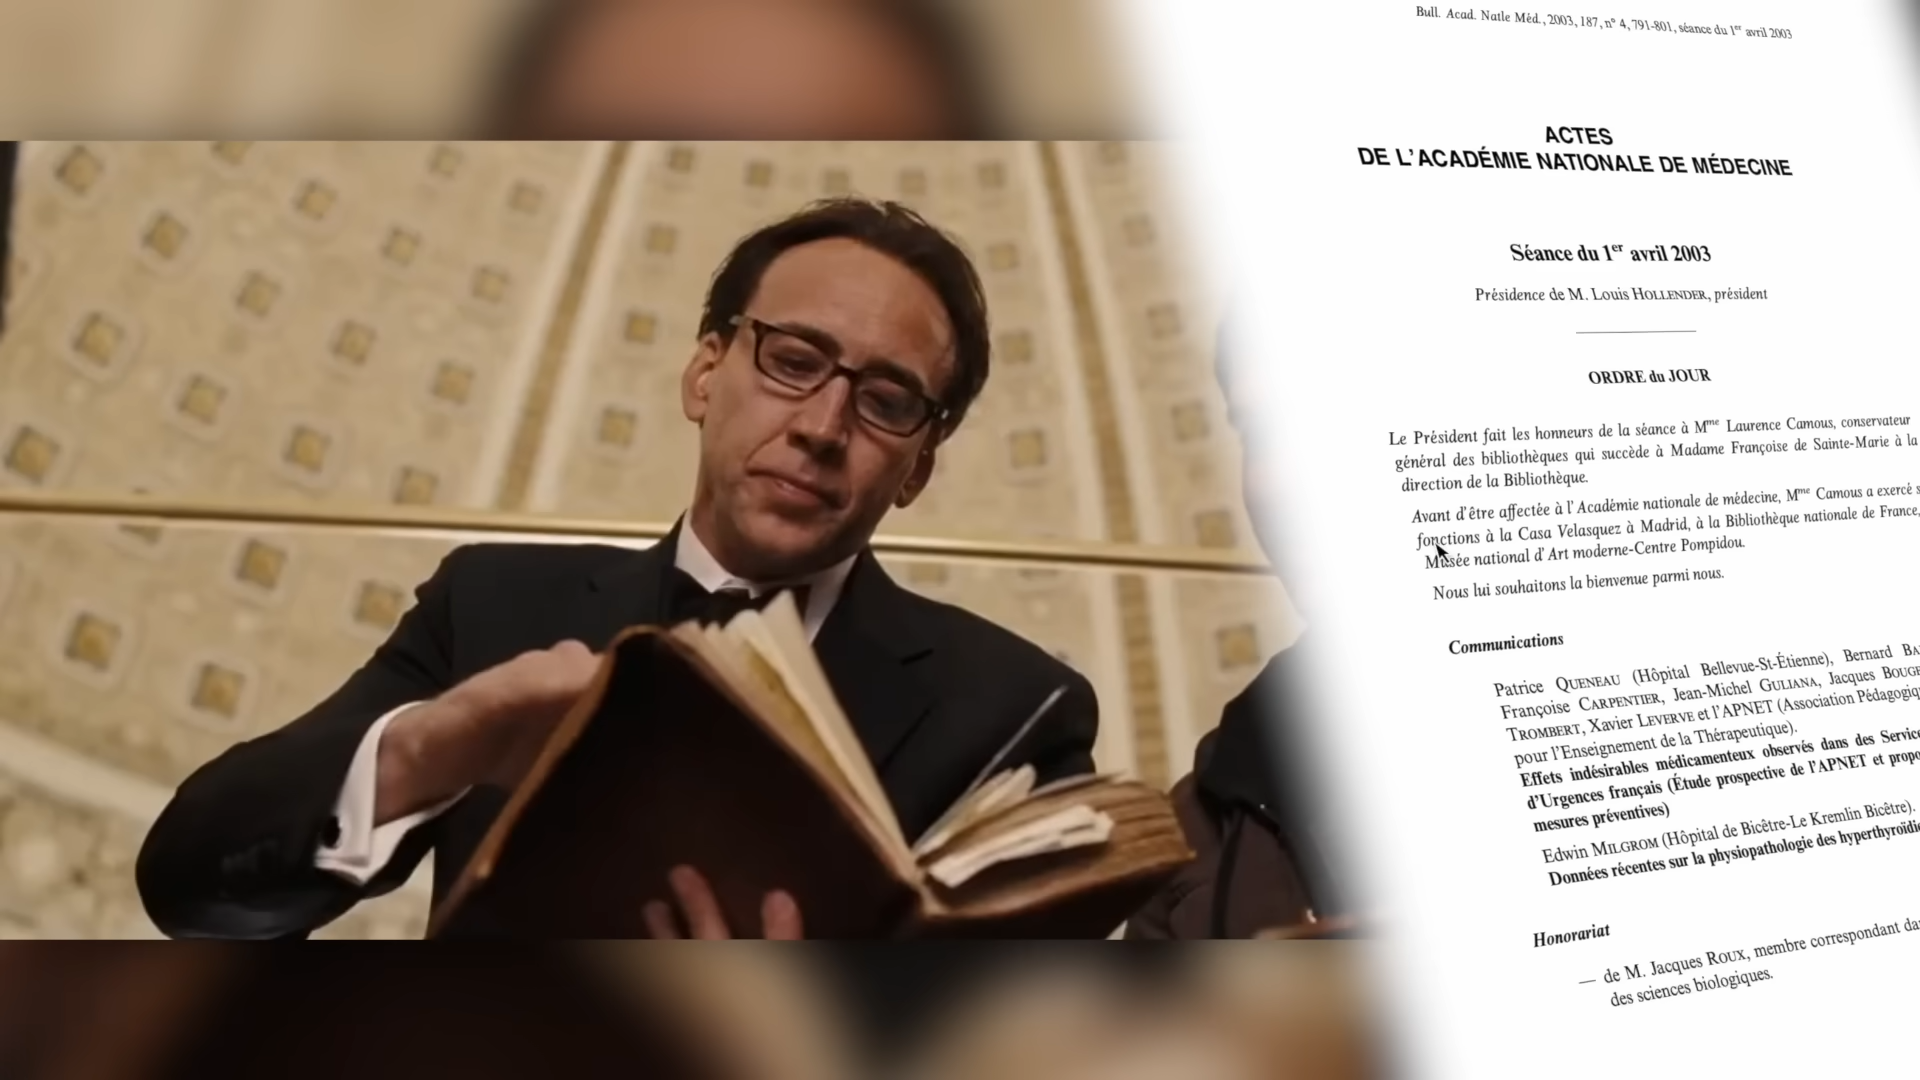 Bull. Acad. Natle Méd., 2003, 187, n° 4, 791-801, séance du 1er avril 2003
ACTES
DE L'ACADÉMIE NATIONALE DE MÉDECINE
Séance du 1er avril 2003
Présidence de M. Louis HOLLENDER, président
ORDRE du JOUR
Le Président fait les honneurs de la séance à Mme Laurence Camous, conservateur
général des bibliothèques qui succède à Madame Françoise de Sainte-Marie à la
direction de la Bibliothèque.
Avant d'être affectée à l'Académie nationale de médecine, Mme Camous a exercé
fonctions à la Casa Velasquez à Madrid, à la Bibliothèque nationale de France,
Musée national d'Art moderne-Centre Pompidou.
Nous lui souhaitons la bienvenue parmi nous.
Communications
Patrice QUENEAU (Hôpital Bellevue-St-Étienne), Bernard
Françoise CARPENTIER, Jean-Michel GULIANA, Jacques
TROMBERT, Xavier LEVERVE et l'APNET (Association
pour l'Enseignement de la Thérapeutique).
Effets indésirables médicamenteux observés dans des
d'Urgences français (Étude prospective de l'APNET et
mesures préventives)
Edwin MILGROM (Hôpital de Bicêtre-Le Kremlin Bicêtre).
Données récentes sur la physiopathologie des
Honorariat
— de M. Jacques ROUX, membre correspondant
des sciences biologiques.